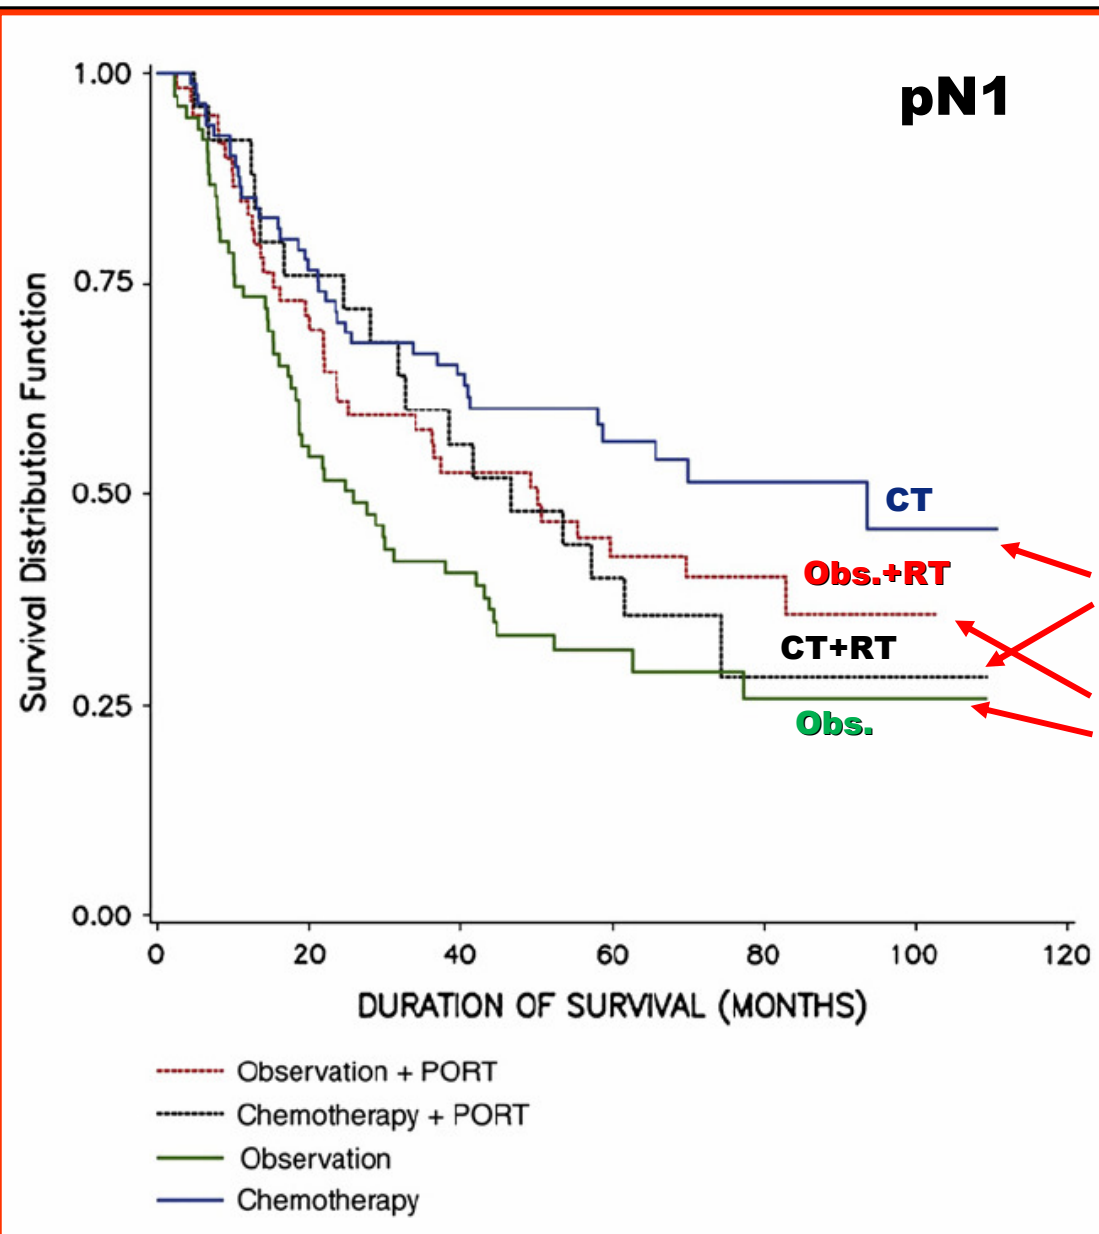 pN1
1.00
0.75
0.50
0.25
0.00
Survival Distribution Function
CT
Obs.+RT
CT+RT
Obs.
0 20 40 60 80 100 120
DURATION OF SURVIVAL (MONTHS)
Observation + PORT
Chemotherapy + PORT
Observation
Chemotherapy